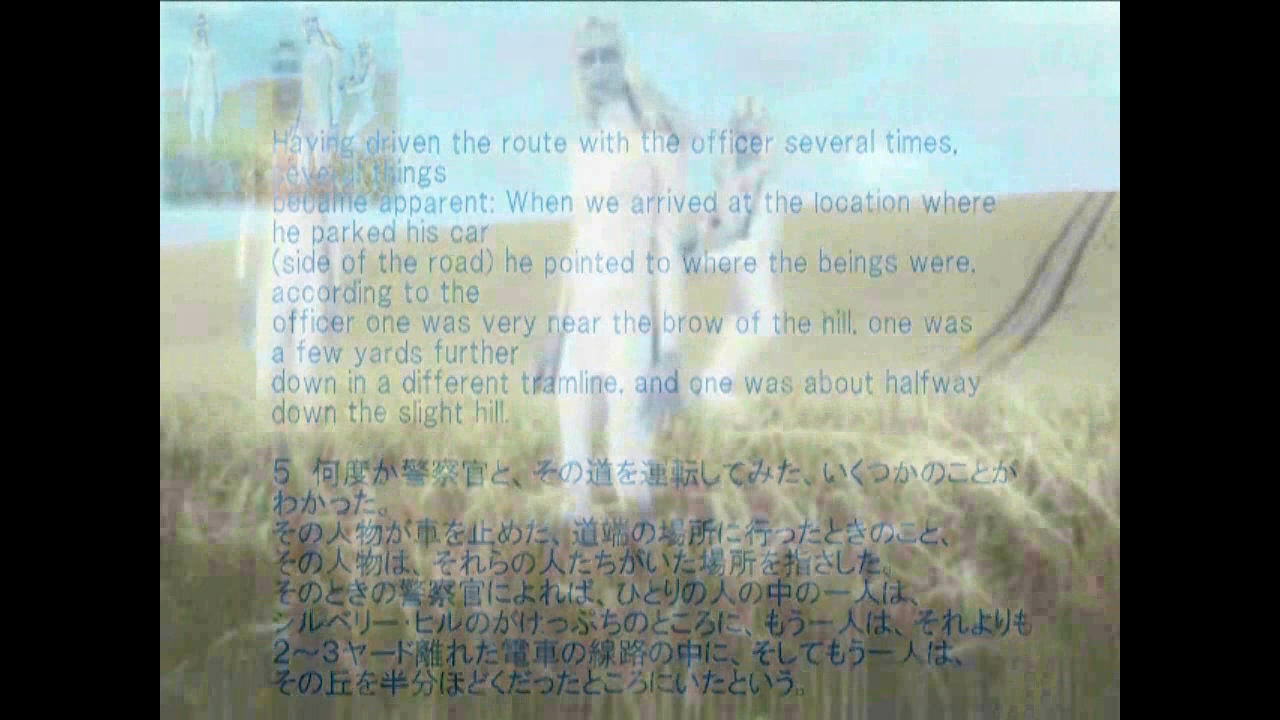 Having driven the route with the officer several times,
several things
became apparent: When we arrived at the location where
he parked his car
(side of the road) he pointed to where the beings were,
according to the
officer one was very near the brow of the hill, one was
a few yards further
down in a different tramline, and one was about halfway
down the slight hill.
5 何度か警察官と、その道を運転してみた、いくつかのことが
わかった。
その人物が車を止めた、道端の場所に行ったときのこと、
その人物は、それらの人たちがいた場所を指さした。
そのときの警察官によれば、ひとりの人の中の一人は、
シルベリー・ヒルのがけっぷちのところに、もう一人は、それよりも
2～3ヤード離れた電車の線路の中に、そしてもう一人は、
その丘を半分ほどくだったところにいたという。